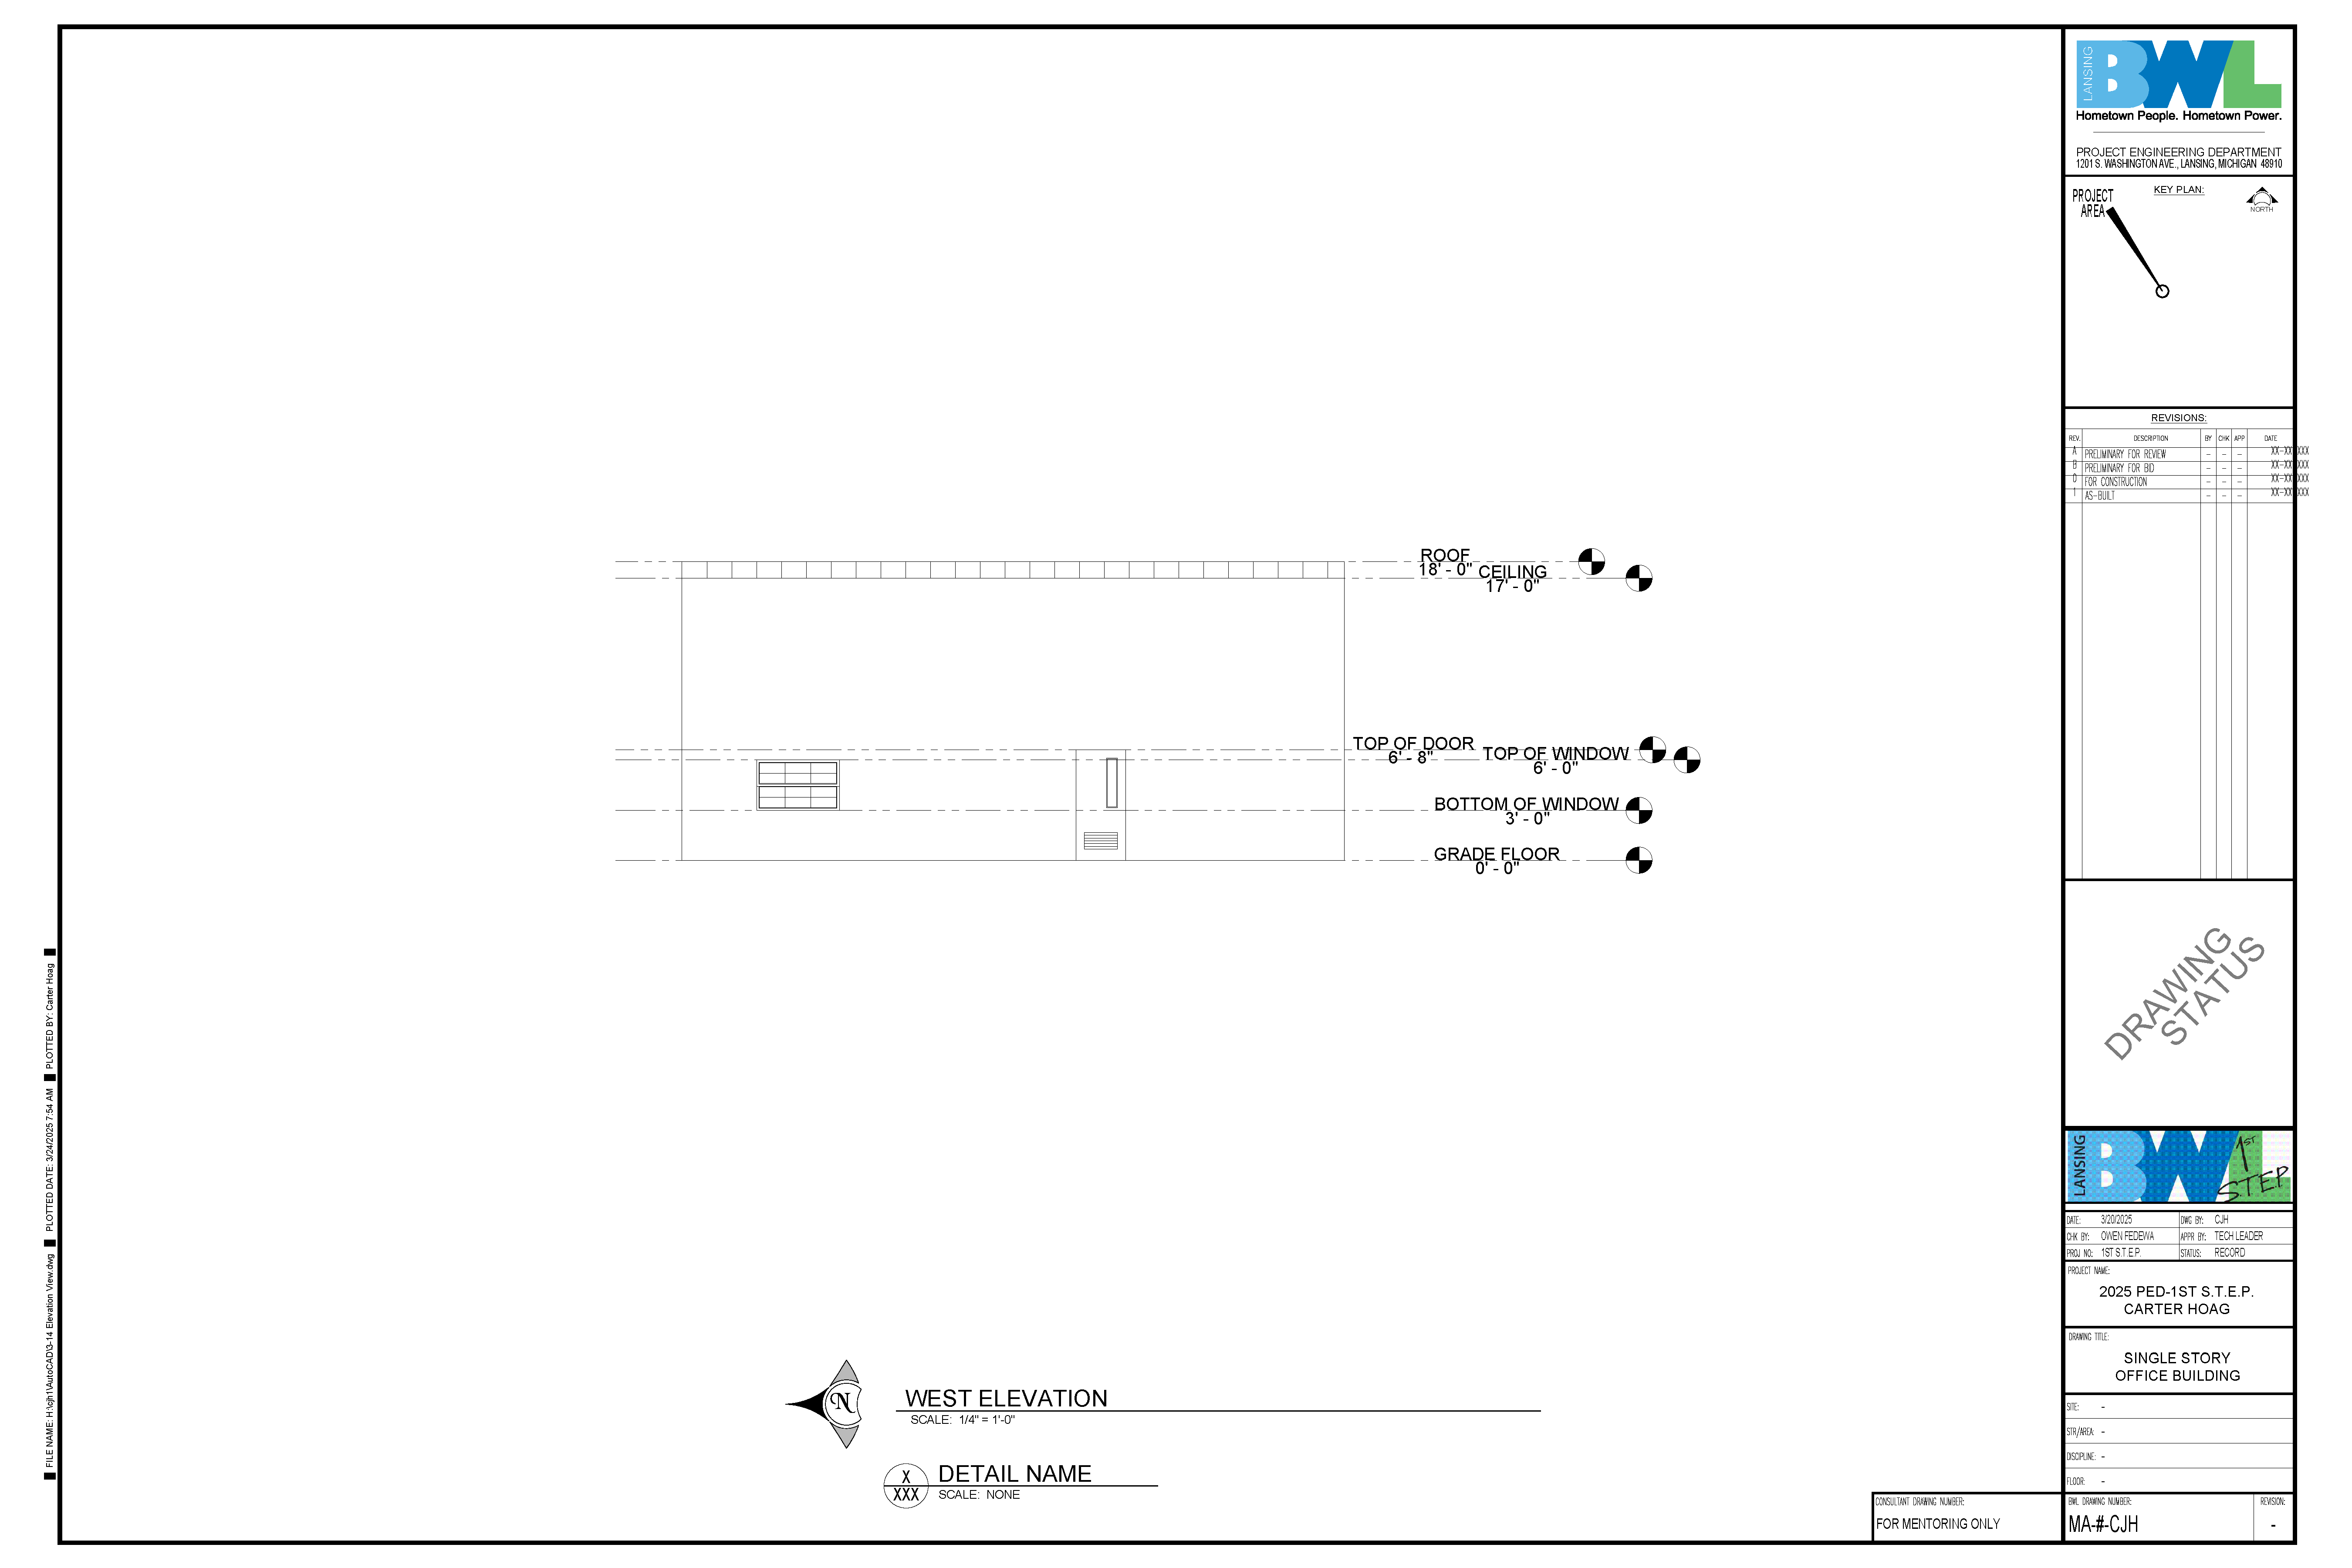 LANSING
BWL
Hometown People. Hometown Power.
PROJECT ENGINEERING DEPARTMENT
1201 S. WASHINGTON AVE., LANSING, MICHIGAN 48910
PROJECT
AREA
KEY PLAN:
NORTH
REVISIONS:
REV. DESCRIPTION BY CHK APP DATE
A PRELIMINARY FOR REVIEW - - - XX-XX-XXXX
B PRELIMINARY FOR BID - - - XX-XX-XXXX
0 FOR CONSTRUCTION - - - XX-XX-XXXX
1 AS-BUILT - - - XX-XX-XXXX
ROOF
18' - 0"
CEILING
17' - 0"
TOP OF DOOR
6' - 8"
TOP OF WINDOW
6' - 0"
BOTTOM OF WINDOW
3' - 0"
GRADE FLOOR
0' - 0"
DRAWING
STATUS
LANSING
BWL
1ST
STEP
DATE: 3/20/2025 DWG BY: CJH
CHK BY: OWEN FEDEWA APPR BY: TECH LEADER
PROJ NO: 1ST S.T.E.P. STATUS: RECORD
PROJECT NAME:
2025 PED-1ST S.T.E.P.
CARTER HOAG
DRAWING TITLE:
SINGLE STORY
OFFICE BUILDING
SITE: -
STR/AREA: -
DISCIPLINE: -
FLOOR: -
BWL DRAWING NUMBER:
MA-#-CJH
REVISION:
-
CONSULTANT DRAWING NUMBER:
FOR MENTORING ONLY
N
WEST ELEVATION
SCALE: 1/4" = 1'-0"
X
XXX
DETAIL NAME
SCALE: NONE
FILE NAME: H:\cjh1\AutoCAD\3-14 Elevation View.dwg PLOTTED DATE: 3/24/2025 7:54 AM PLOTTED BY: Carter Hoag